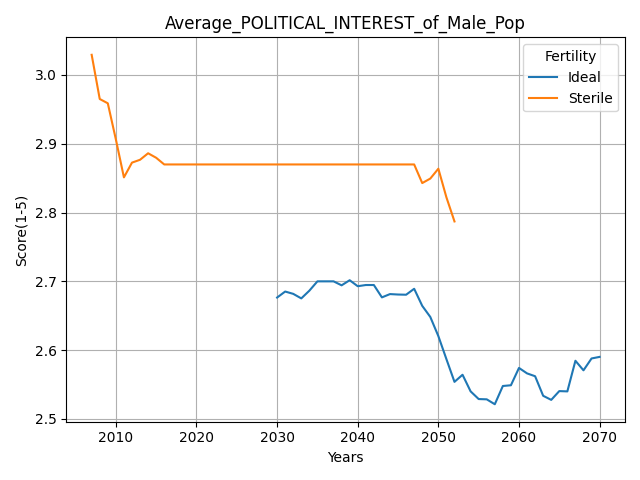 Average_POLITICAL_INTEREST_of_Male_Pop
Fertility
Ideal
Sterile
Score(1-5)
3.0
2.9
2.8
2.7
2.6
2.5
2010 2020 2030 2040 2050 2060 2070
Years